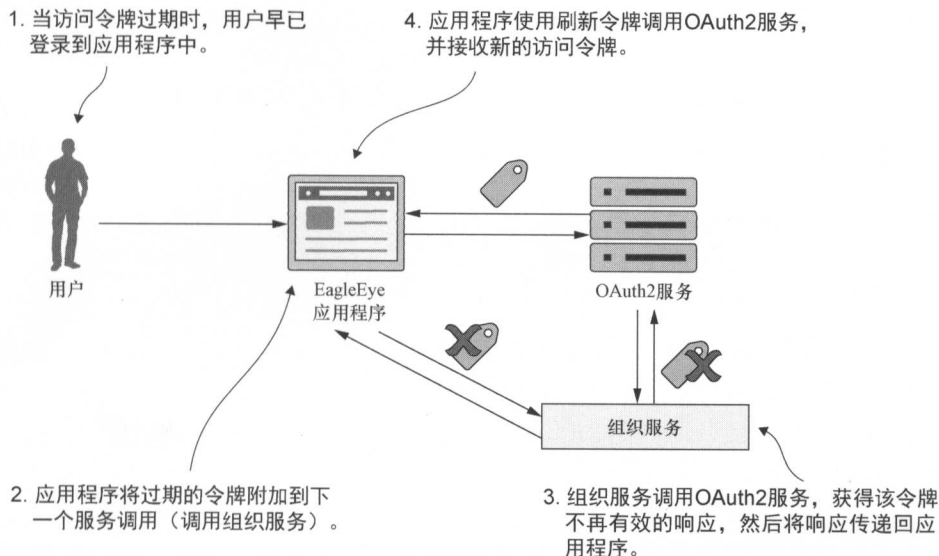 1. 当访问令牌过期时，用户早已
登录到应用程序中。
4. 应用程序使用刷新令牌调用OAuth2服务，
并接收新的访问令牌。
用户
EagleEye
应用程序
OAuth2服务
组织服务
2. 应用程序将过期的令牌附加到下
一个服务调用（调用组织服务）。
3. 组织服务调用OAuth2服务，获得该令牌
不再有效的响应，然后将响应传递回应
用程序。